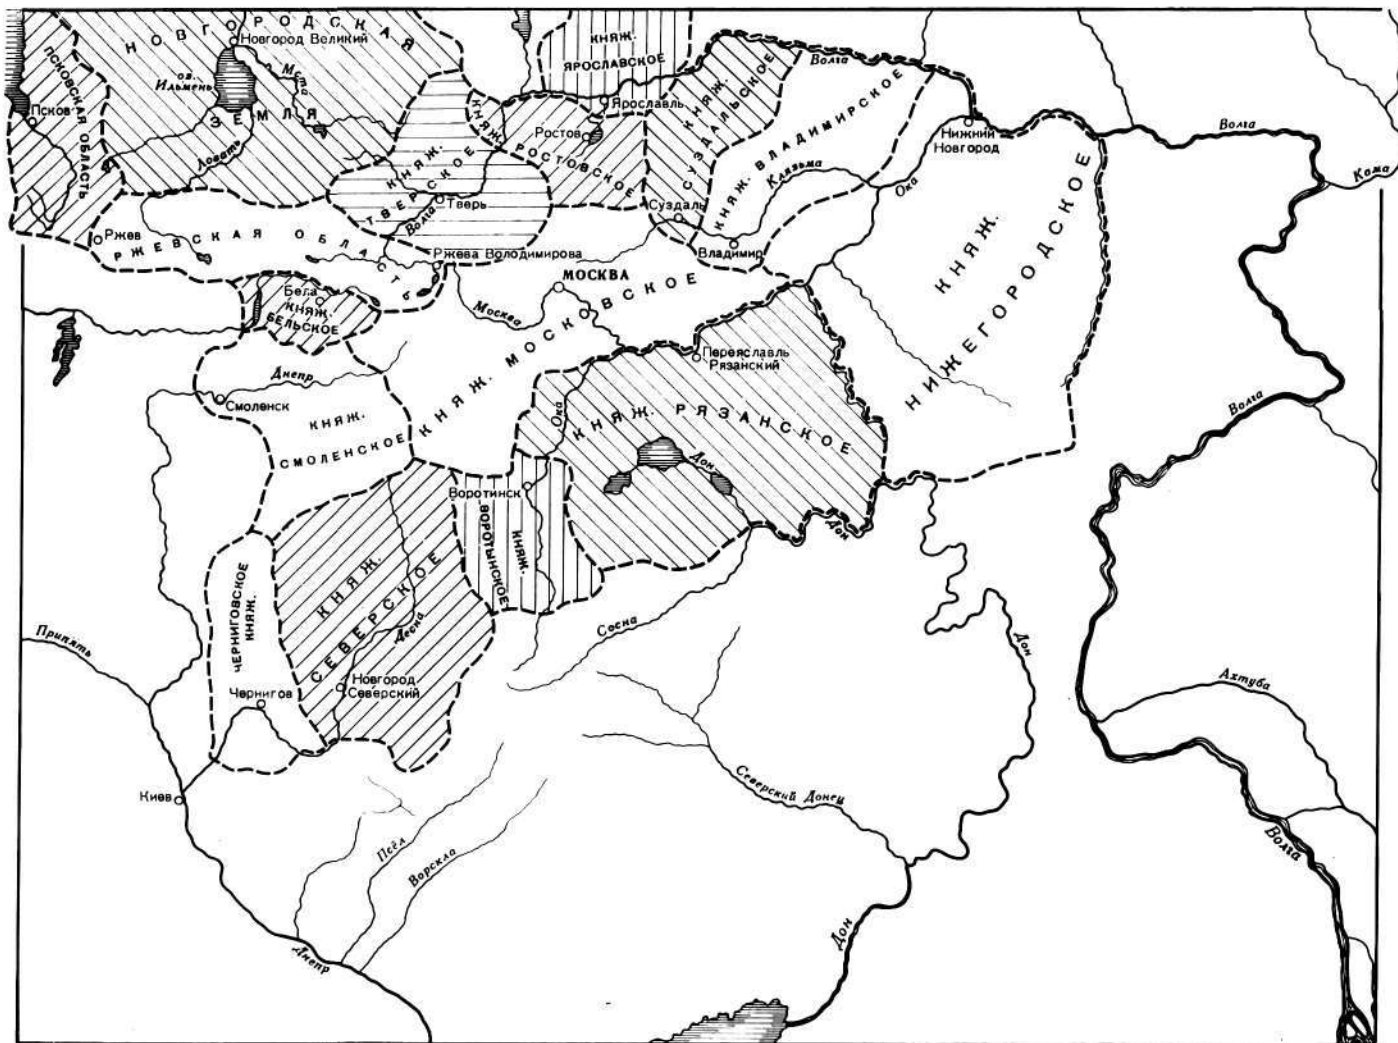 НОВГОРОДСКАЯ
ЗЕМЛЯ
Новгород Великий
оз.
Ильмень
Мста
Ловать
ПСКОВСКАЯ ОБЛАСТЬ
Псков
КНЯЖ.
ЯРОСЛАВСКОЕ
Ярославль
КНЯЖ.
РОСТОВСКОЕ
Ростов
КНЯЖ.
СУЗДАЛЬСКОЕ
Суздаль
Волга
КНЯЖ. ВЛАДИМИРСКОЕ
Клязьма
Владимир
Нижний
Новгород
Ока
Волга
Кама
КНЯЖ.
НИЖЕГОРОДСКОЕ
КНЯЖ.
ТВЕРСКОЕ
Тверь
Волга
Ржев
РЖЕВСКАЯ ОБЛАСТЬ
Ржева Володимирова
Бела
КНЯЖ.
БЕЛЬСКОЕ
МОСКВА
Москва
КНЯЖ. МОСКОВСКОЕ
Переяславль
Рязанский
Днепр
Смоленск
КНЯЖ.
СМОЛЕНСКОЕ
Ока
КНЯЖ. РЯЗАНСКОЕ
Дон
Дон
Волга
Воротинск
КНЯЖ.
ВОРОТЫНСКОЕ
КНЯЖ.
СЕВЕРСКОЕ
Десна
Новгород
Северский
ЧЕРНИГОВСКОЕ
КНЯЖ.
Чернигов
Припять
Сосна
Дон
Ахтуба
Киев
Северский Донец
Псёл
Ворскла
Волга
Днепр
Дон